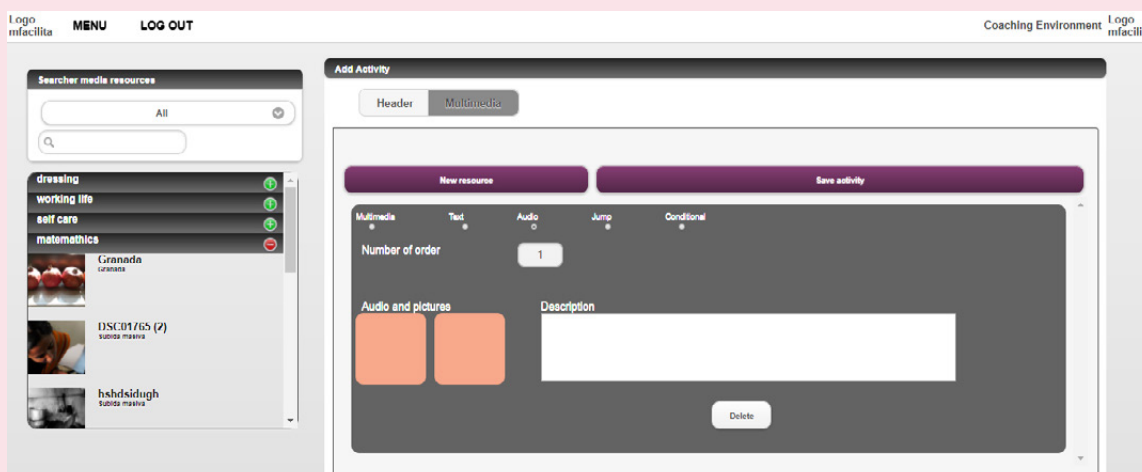 Logo
mfacilita
MENU
LOG OUT
Coaching Environment
Logo
mfacili
Searcher media resources
All
dressing
working life
self care
matemathics
Granada
Granada
DSC01765 (2)
Subida masiva
hshdsidugh
Subida masiva
Add Activity
Header
Multimedia
New resource
Save activity
Multimedia
Text
Audio
Jump
Conditional
Number of order
1
Audio and pictures
Description
Delete